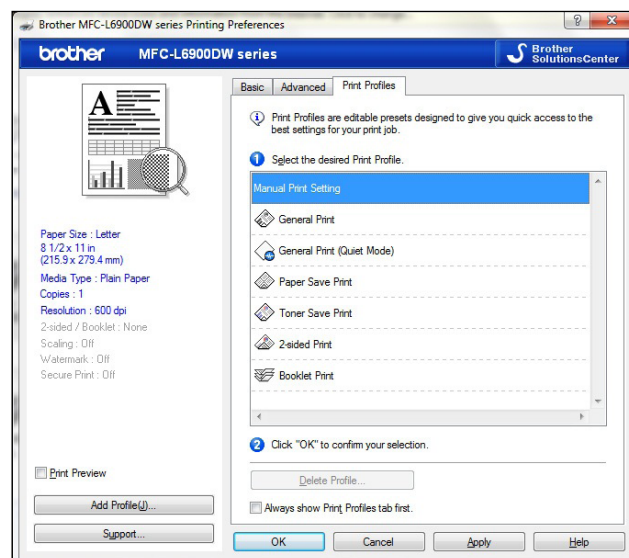 Brother MFC-L6900DW series Printing Preferences
brother MFC-L6900DW series
Brother
SolutionsCenter
Basic Advanced Print Profiles
Print Profiles are editable presets designed to give you quick access to the
best settings for your print job.
1 Select the desired Print Profile.
Manual Print Setting
General Print
General Print (Quiet Mode)
Paper Save Print
Toner Save Print
2-sided Print
Booklet Print
2 Click "OK" to confirm your selection.
Delete Profile...
Always show Print Profiles tab first.
A
Paper Size : Letter
8 1/2 x 11 in
(215.9 x 279.4 mm)
Media Type : Plain Paper
Copies : 1
Resolution : 600 dpi
2-sided / Booklet : None
Scaling : Off
Watermark : Off
Secure Print : Off
Print Preview
Add Profile(J)...
Support...
OK Cancel Apply Help